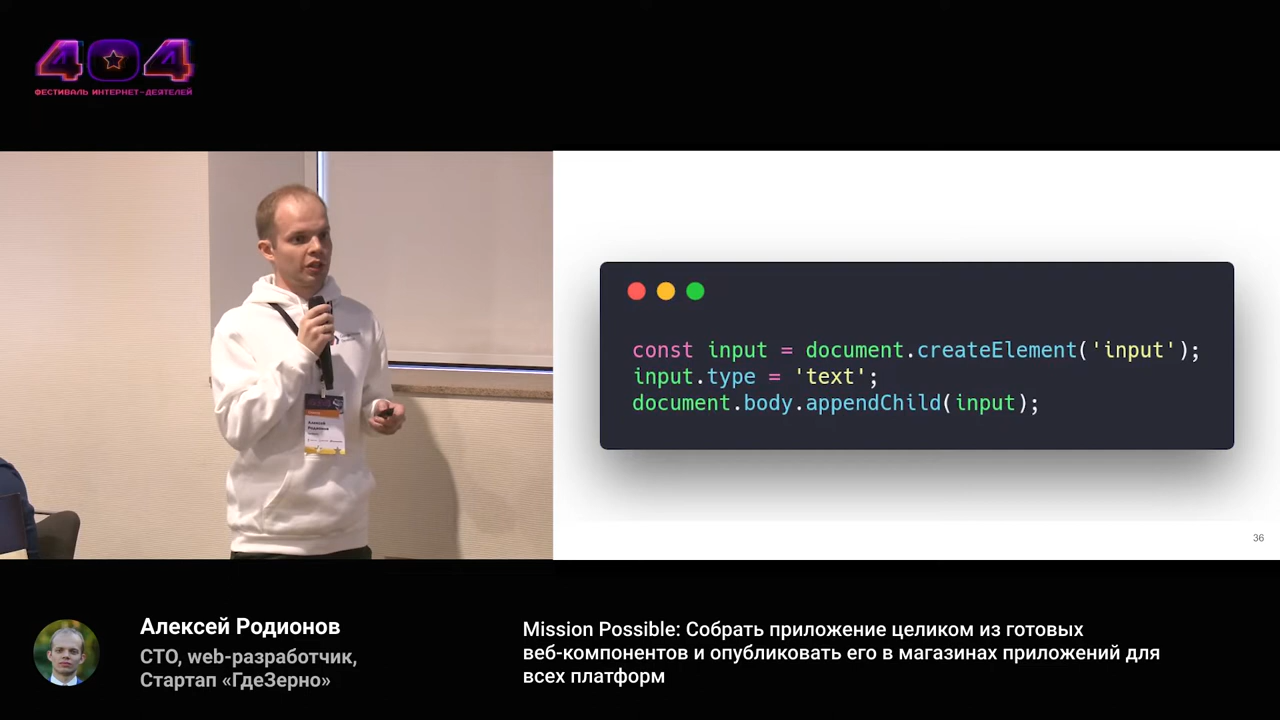 404
ФЕСТИВАЛЬ ИНТЕРНЕТ-ДЕЯТЕЛЕЙ
Алексей
Родионов
const input = document.createElement('input');
input.type = 'text';
document.body.appendChild(input);
36
Алексей Родионов
СТО, web-разработчик,
Стартап «ГдеЗерно»
Mission Possible: Собрать приложение целиком из готовых
веб-компонентов и опубликовать его в магазинах приложений для
всех платформ